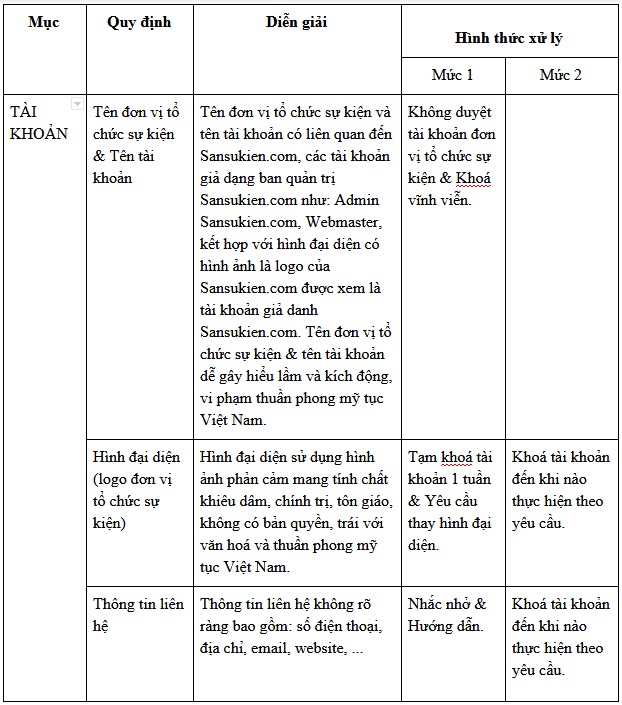 Mục
Quy định
Diễn giải
Hình thức xử lý
Mức 1
Mức 2
TÀI
KHOẢN
Tên đơn vị tổ
chức sự kiện
& Tên tài
khoản
Tên đơn vị tổ chức sự kiện và
tên tài khoản có liên quan đến
Sansukien.com, các tài khoản
giả dạng ban quản trị
Sansukien.com như: Admin
Sansukien.com, Webmaster,
kết hợp với hình đại diện có
hình ảnh là logo của
Sansukien.com được xem là
tài khoản giả danh
Sansukien.com. Tên đơn vị tổ
chức sự kiện & tên tài khoản
dễ gây hiểu lầm và kích động,
vi phạm thuần phong mỹ tục
Việt Nam.
Không duyệt
tài khoản đơn
vị tổ chức sự
kiện & Khoá
vĩnh viễn.
Hình đại diện
(logo đơn vị
tổ chức sự
kiện)
Hình đại diện sử dụng hình
ảnh phản cảm mang tính chất
khiêu dâm, chính trị, tôn giáo,
không có bản quyền, trái với
văn hoá và thuần phong mỹ
tục Việt Nam.
Tạm khoá tài
khoản 1 tuần
& Yêu cầu
thay hình đại
diện.
Khoá tài khoản
đến khi nào
thực hiện theo
yêu cầu.
Thông tin liên
hệ
Thông tin liên hệ không rõ
ràng bao gồm: số điện thoại,
địa chỉ, email, website, ...
Nhắc nhở &
Hướng dẫn.
Khoá tài khoản
đến khi nào
thực hiện theo
yêu cầu.